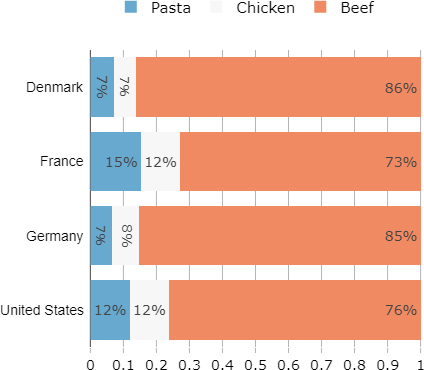 Pasta Chicken Beef
Denmark 7% 7% 86%
France 15% 12% 73%
Germany 7% 8% 85%
United States 12% 12% 76%
0 0.1 0.2 0.3 0.4 0.5 0.6 0.7 0.8 0.9 1